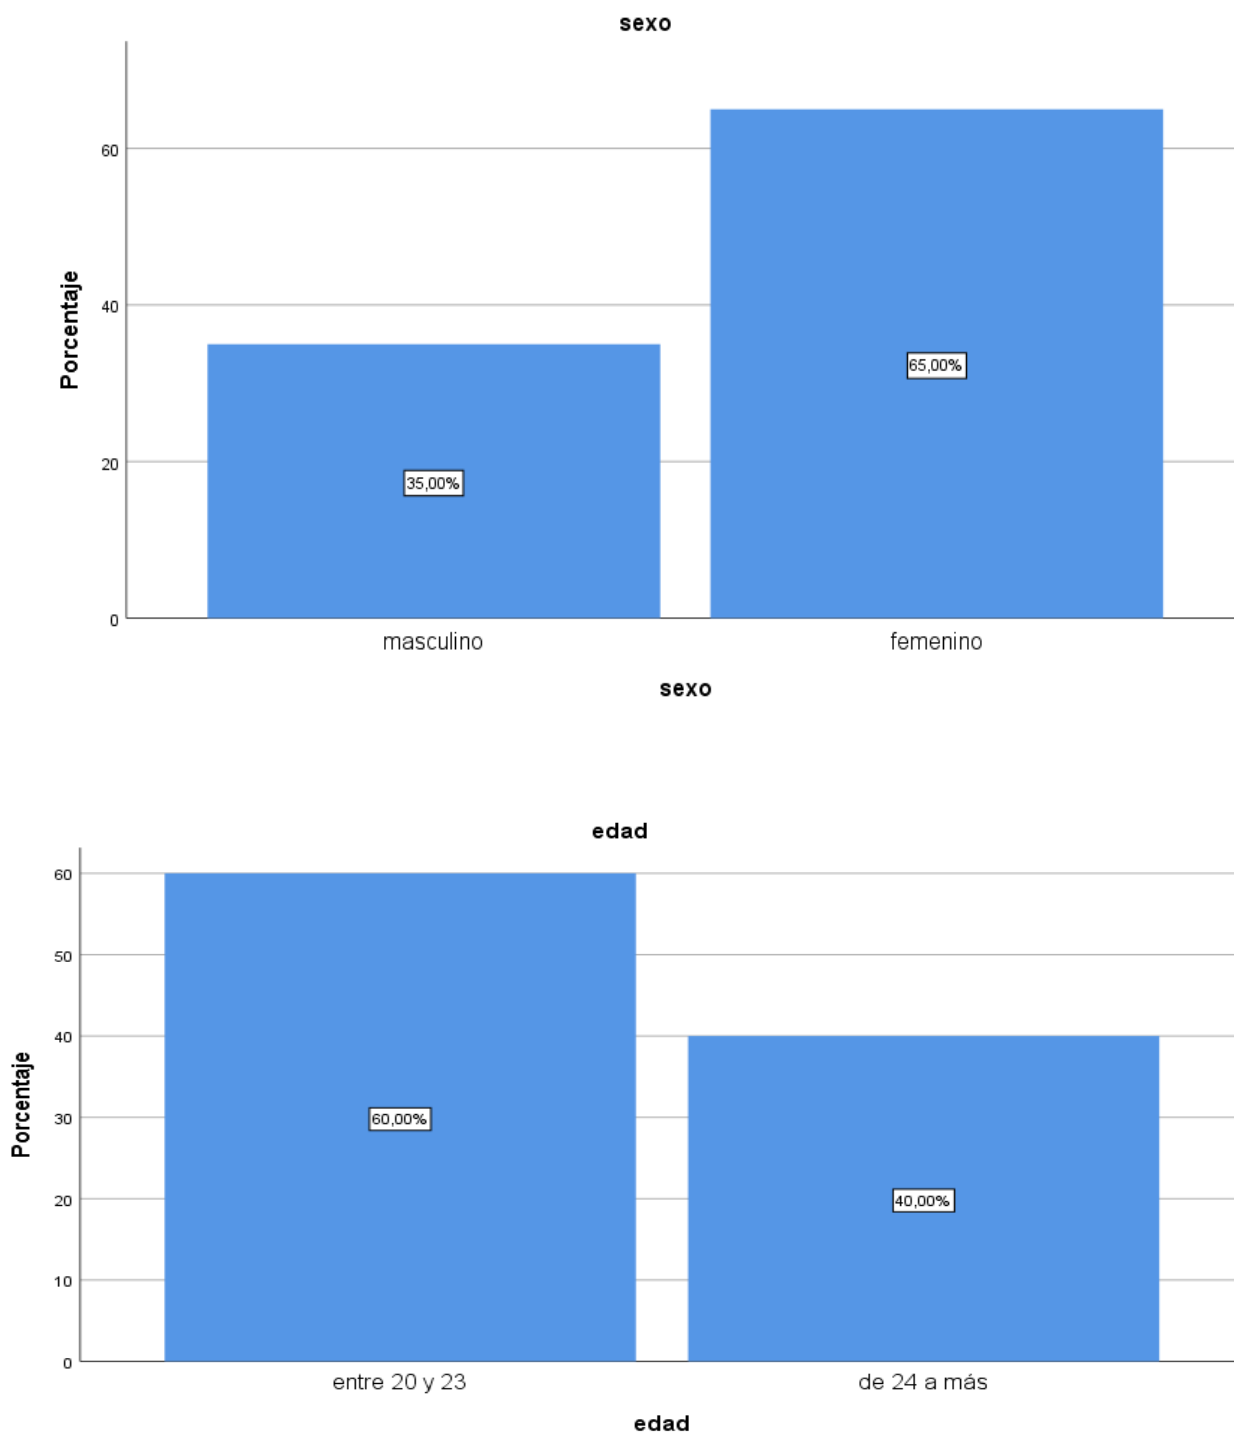 sexo
Porcentaje
60
40
20
0
35,00%
65,00%
masculino
femenino
sexo
edad
Porcentaje
60
50
40
30
20
10
0
60,00%
40,00%
entre 20 y 23
de 24 a más
edad